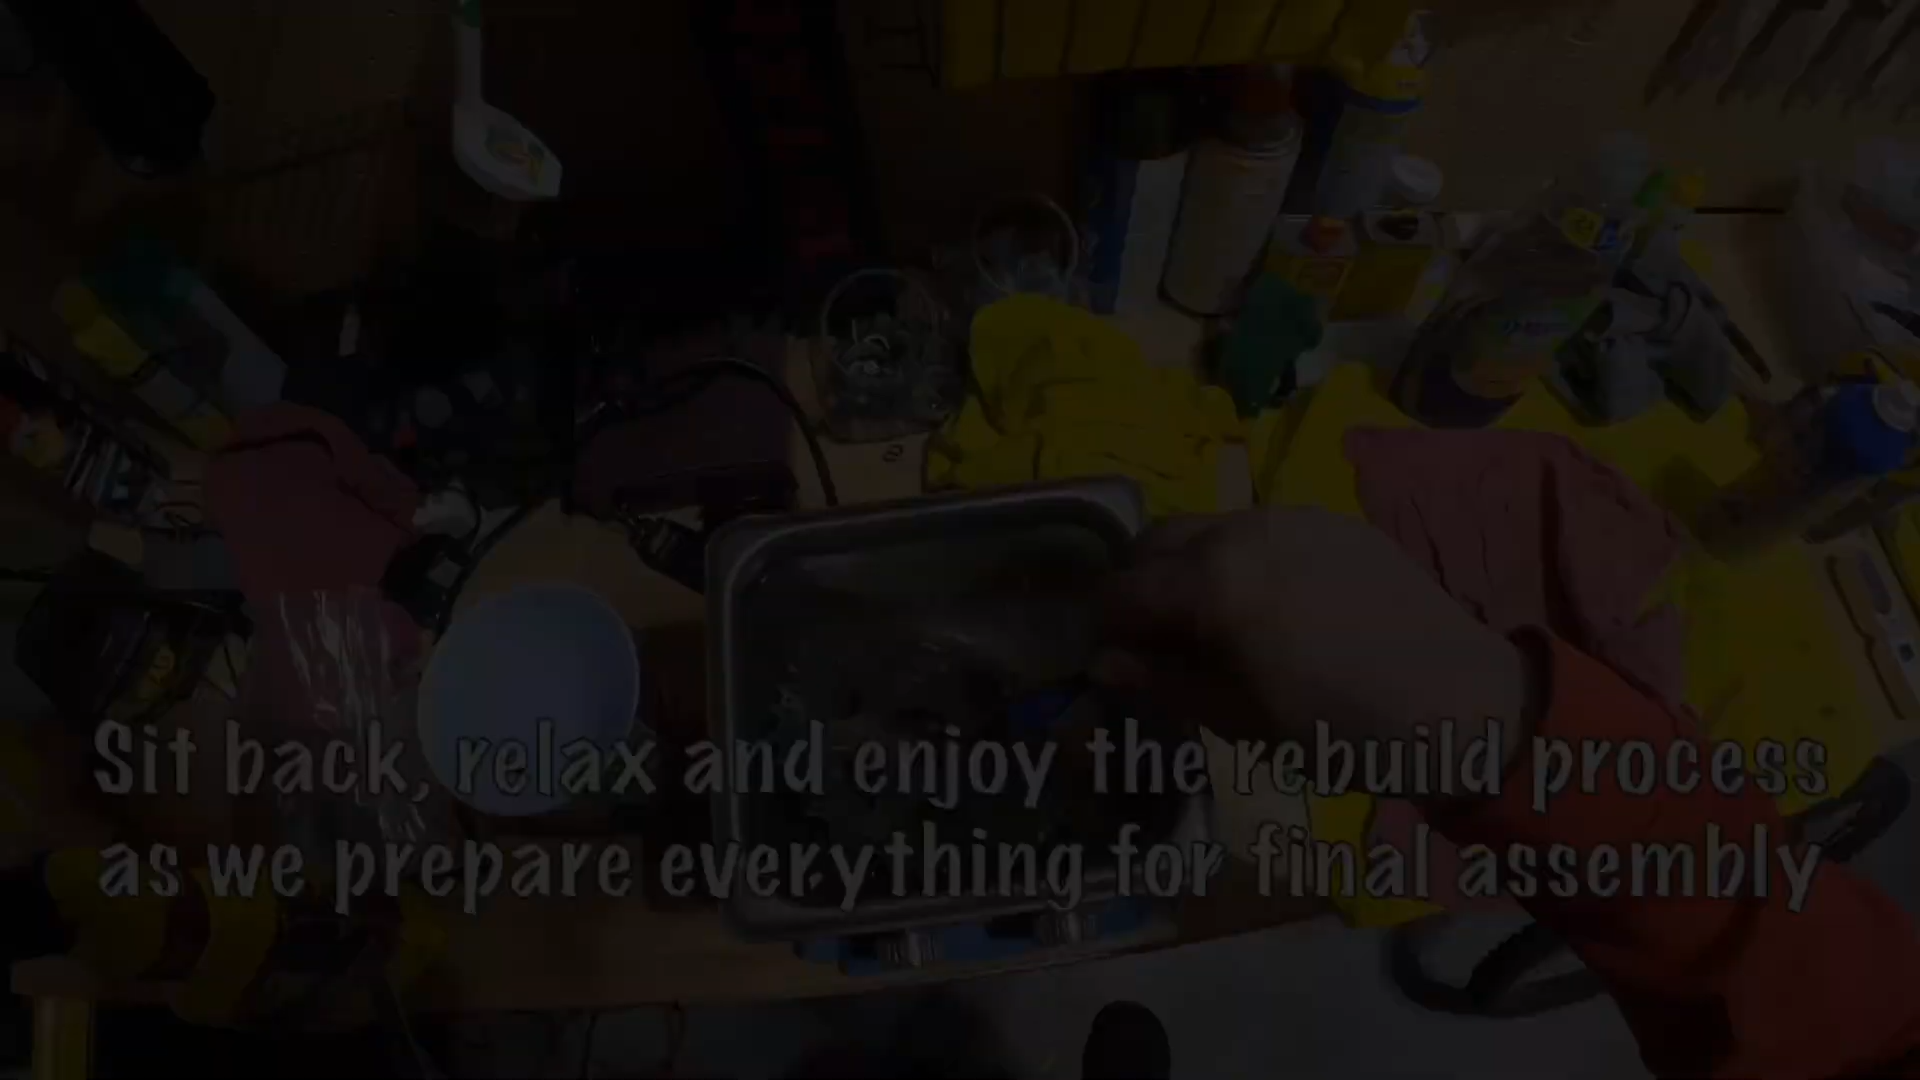 Sit back, relax and enjoy the rebuild process
as we prepare everything for final assembly